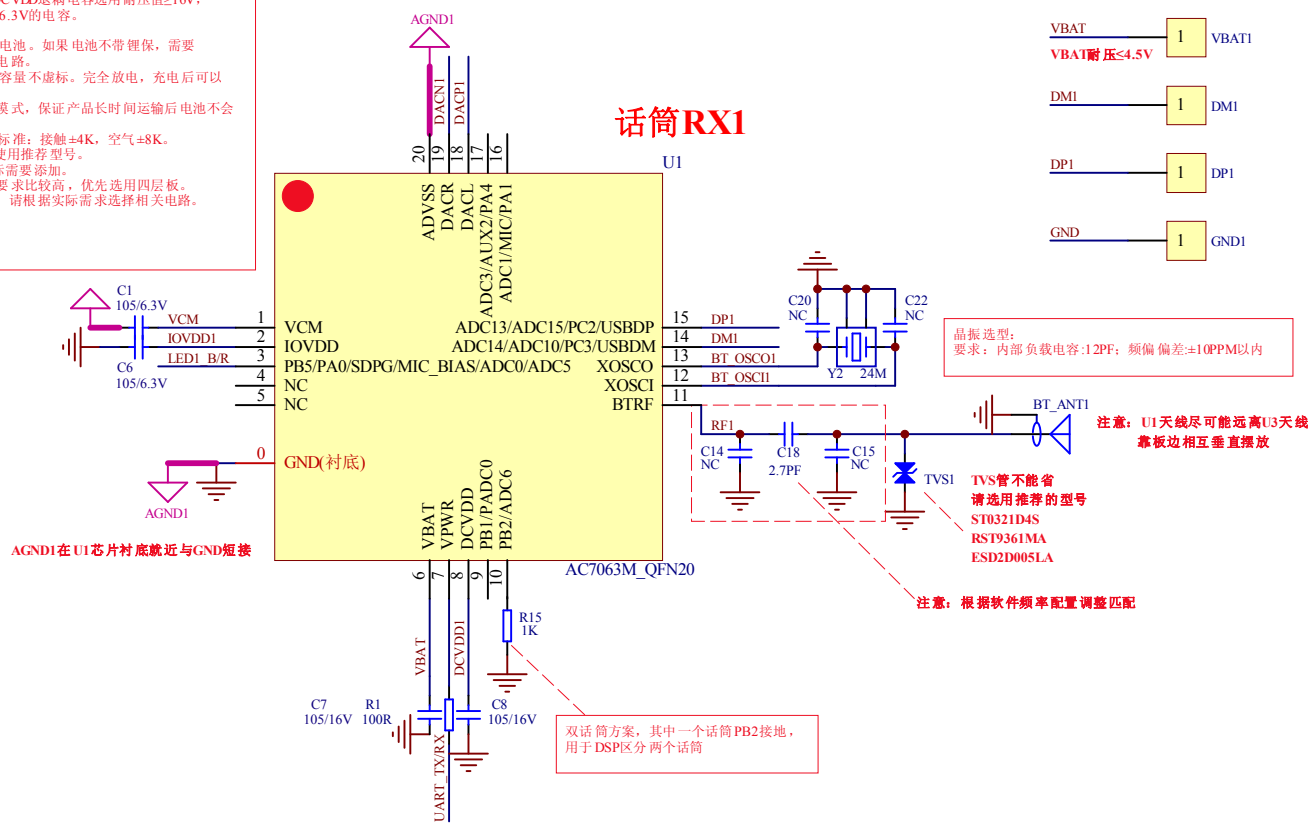 CVDD退耦电容选用耐压值≥16V,
6.3V的电容。
电池。如果电池不带锂保,需要
电路。
容量不虚标。完全放电,充电后可以
模式,保证产品长时间运输后电池不会
标准:接触±4K,空气±8K。
使用推荐型号。
际需要添加。
要求比较高,优先选用四层板。
请根据实际需求选择相关电路。
AGND1
DACN1
DACP1
20
19
18
17
16
话筒RX1
U1
ADVSS
DACR
DACL
ADC3/AUX2/PA4
ADC1/MIC/PA1
VBAT
1
VBAT1
VBAT耐压≤4.5V
DM1
1
DM1
DP1
1
DP1
GND
1
GND1
C1
105/6.3V
VCM
1
VCM
IOVDD1
2
IOVDD
LED1_B/R
3
PB5/PA0/SDPG/MIC_BIAS/ADC0/ADC5
C6
105/6.3V
4
NC
5
NC
0
GND(衬底)
AGND1
AGND1在U1芯片衬底就近与GND短接
ADC13/ADC15/PC2/USBDP
15
DP1
ADC14/ADC10/PC3/USBDM
14
DM1
XOSCO
13
BT_OSCO1
XOSCI
12
BT_OSCI1
BTRF
11
C20
NC
C22
NC
Y2
24M
晶振选型:
要求:内部负载电容:12PF;频偏偏差:±10PPM以内
RF1
C14
NC
C18
2.7PF
C15
NC
TVS1
BT_ANT1
注意:U1天线尽可能远离U3天线
靠板边相互垂直摆放
TVS管不能省
请选用推荐的型号
ST0321D4S
RST9361MA
ESD2D005LA
注意:根据软件频率配置调整匹配
VBAT
VPWR
DCVDD
PB1/PADC0
PB2/ADC6
6
7
8
9
10
AC7063M_QFN20
R15
1K
VBAT
DCVDD1
C7
105/16V
R1
100R
C8
105/16V
UART_TX/RX
双话筒方案,其中一个话筒PB2接地,
用于DSP区分两个话筒